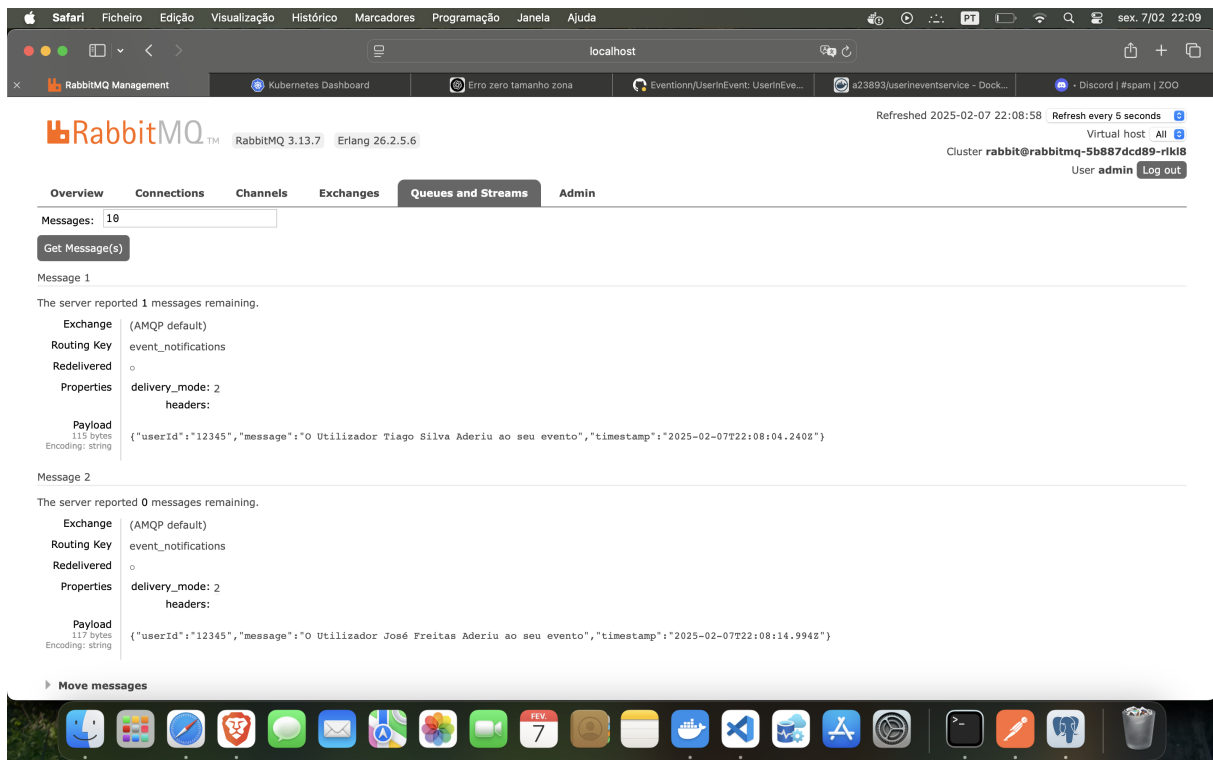 Safari Ficheiro Edição Visualização Histórico Marcadores Programação Janela Ajuda PT sex. 7/02 22:09
localhost
RabbitMQ Management Kubernetes Dashboard Erro zero tamanho zona Eventionn/UserInEvent: UserInEve... a23893/userineventservice - Dock... • Discord | #spam | ZOO
RabbitMQ TM RabbitMQ 3.13.7 Erlang 26.2.5.6
Refreshed 2025-02-07 22:08:58 Refresh every 5 seconds
Virtual host All
Cluster rabbit@rabbitmq-5b887dcd89-rlkl8
User admin Log out
Overview Connections Channels Exchanges Queues and Streams Admin
Messages: 10
Get Message(s)
Message 1
The server reported 1 messages remaining.
Exchange (AMQP default)
Routing Key event_notifications
Redelivered ○
Properties delivery_mode: 2
headers:
Payload
115 bytes
Encoding: string
{"userId":"12345","message":"O Utilizador Tiago Silva Aderiu ao seu evento","timestamp":"2025-02-07T22:08:04.240Z"}
Message 2
The server reported 0 messages remaining.
Exchange (AMQP default)
Routing Key event_notifications
Redelivered ○
Properties delivery_mode: 2
headers:
Payload
117 bytes
Encoding: string
{"userId":"12345","message":"O Utilizador José Freitas Aderiu ao seu evento","timestamp":"2025-02-07T22:08:14.994Z"}
Move messages
FEV.
7